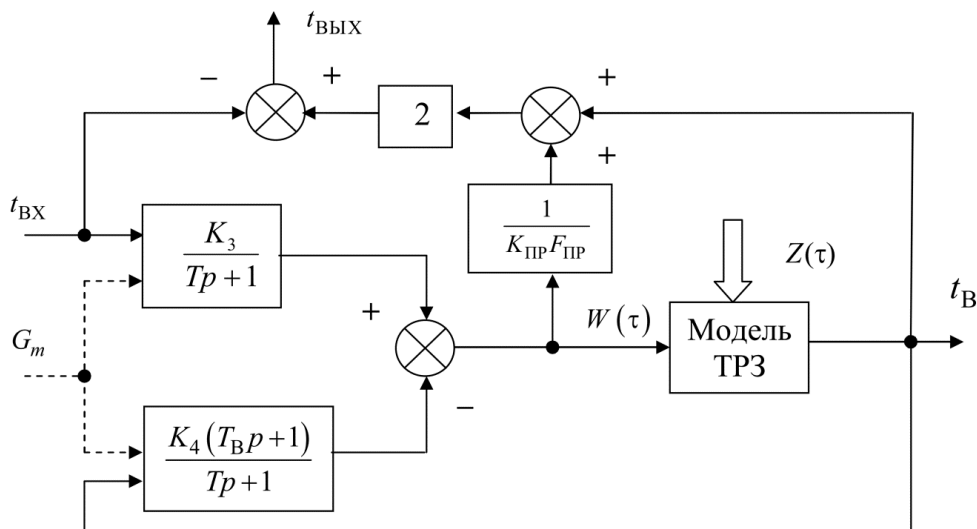 t_ВЫХ
− +
2
+
+
t_ВХ
K_3
Tp + 1
1
K_ПР F_ПР
Z(τ)
t_В
+
W(τ)
Модель
ТРЗ
G_m
−
K_4(T_В p + 1)
Tp + 1